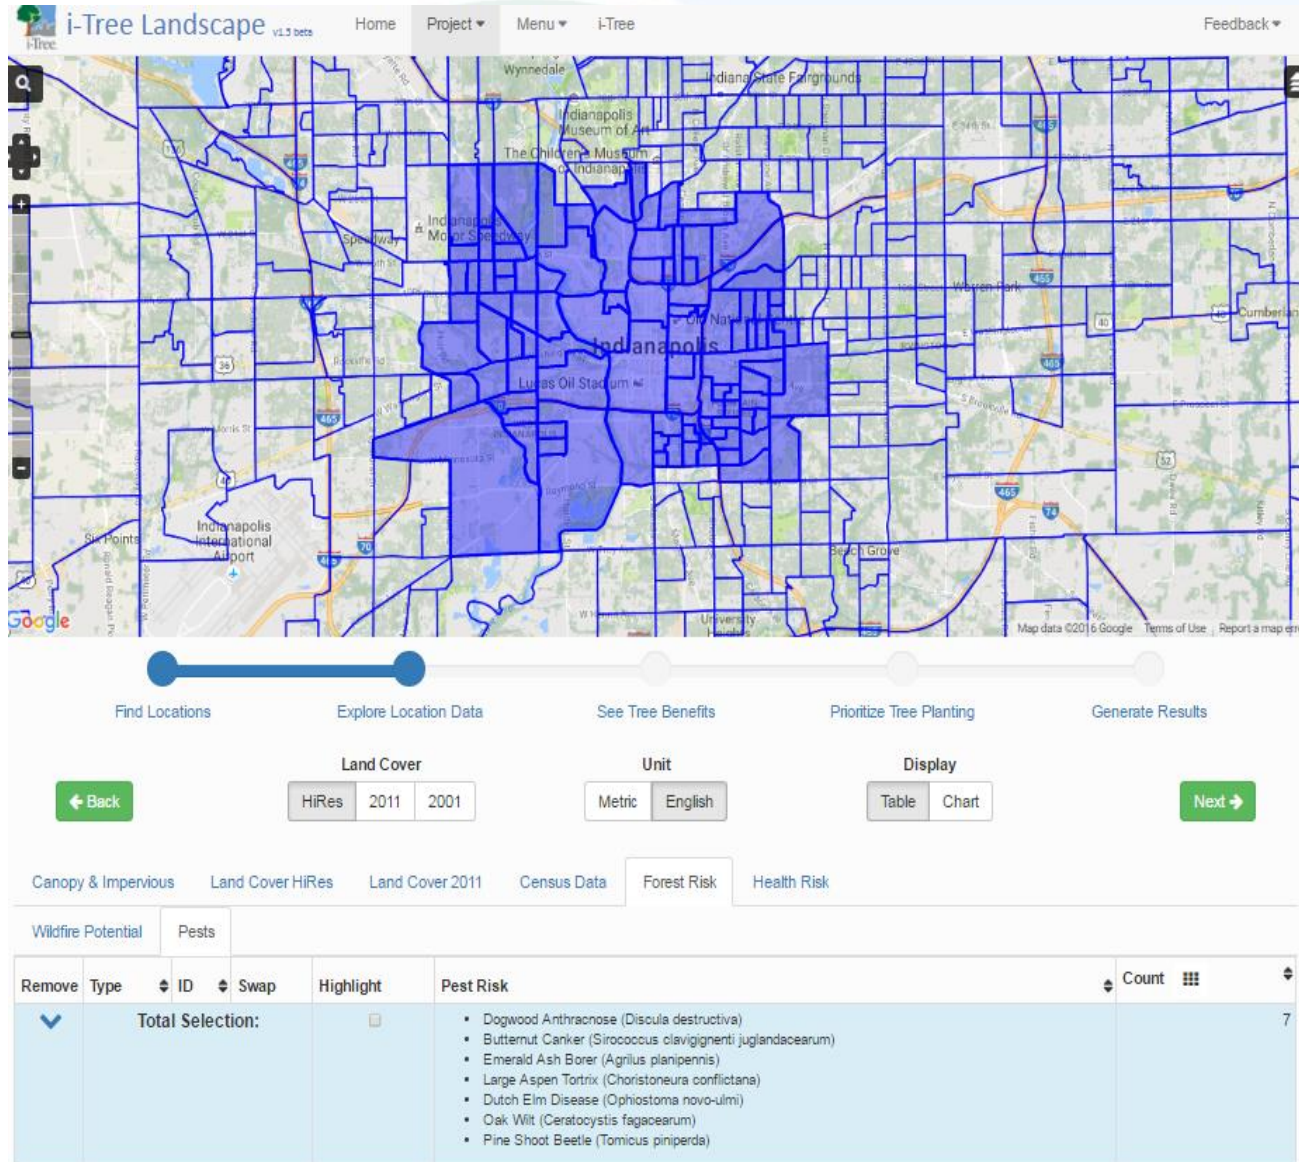 i-Tree Landscape v1.5 beta Home Project Menu i-Tree Feedback
i-Tree
Wynnedale
Indiana State Fairgrounds
Indianapolis
Museum of Art
The Children's Museum
of Indianapolis
Indianapolis
Motor Speedway
Speedway
Warren Park
Cumberlan
Old National
Indianapolis
Lucas Oil Stadium
Indianapolis
International
Airport
Six Points
Beech Grove
University
Heights
Google
Map data ©2016 Google Terms of Use Report a map err
Find Locations Explore Location Data See Tree Benefits Prioritize Tree Planting Generate Results
Land Cover Unit Display
Back HiRes 2011 2001 Metric English Table Chart Next
Canopy & Impervious Land Cover HiRes Land Cover 2011 Census Data Forest Risk Health Risk
Wildfire Potential Pests
Remove Type ID Swap Highlight Pest Risk Count
Total Selection: 7
Dogwood Anthracnose (Discula destructiva)
Butternut Canker (Sirococcus clavigignenti juglandacearum)
Emerald Ash Borer (Agrilus planipennis)
Large Aspen Tortrix (Choristoneura conflictana)
Dutch Elm Disease (Ophiostoma novo-ulmi)
Oak Wilt (Ceratocystis fagacearum)
Pine Shoot Beetle (Tomicus piniperda)